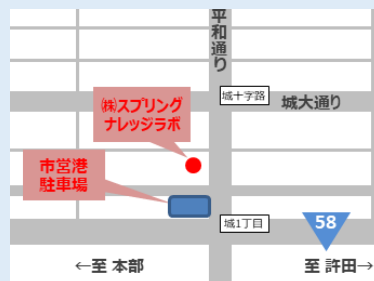 平和通り
城十字路
城大通り
㈱スプリング
ナレッジラボ
市営港
駐車場
城1丁目
58
←至 本部
至 許田→